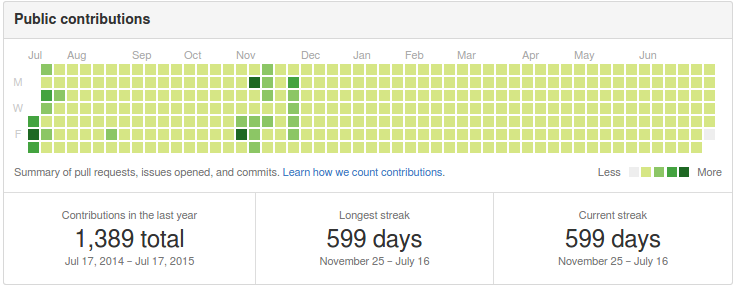 Public contributions
Jul Aug Sep Oct Nov Dec Jan Feb Mar Apr May Jun
M
W
F
Summary of pull requests, issues opened, and commits. Learn how we count contributions. Less More
Contributions in the last year Longest streak Current streak
1,389 total 599 days 599 days
Jul 17, 2014 – Jul 17, 2015 November 25 – July 16 November 25 – July 16